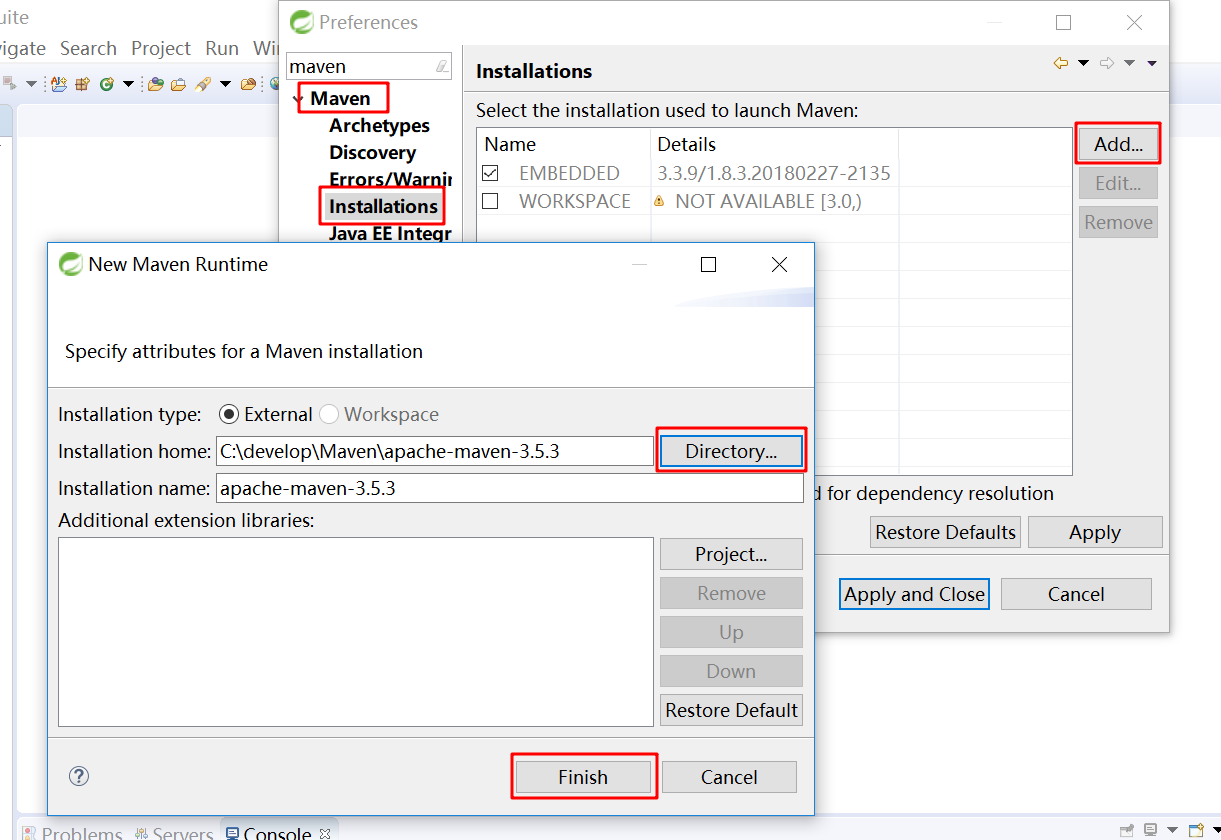 uite
Preferences
vigate Search Project Run Wi
maven
Installations
Maven
Archetypes
Discovery
Errors/Warnin
Installations
Java EE Integr
Select the installation used to launch Maven:
Name Details
EMBEDDED 3.3.9/1.8.3.20180227-2135
WORKSPACE NOT AVAILABLE [3.0,)
Add...
Edit...
Remove
d for dependency resolution
Restore Defaults Apply
Apply and Close Cancel
New Maven Runtime
Specify attributes for a Maven installation
Installation type: External Workspace
Installation home: C:\develop\Maven\apache-maven-3.5.3 Directory...
Installation name: apache-maven-3.5.3
Additional extension libraries:
Project...
Remove
Up
Down
Restore Default
Finish Cancel
Problems Servers Console